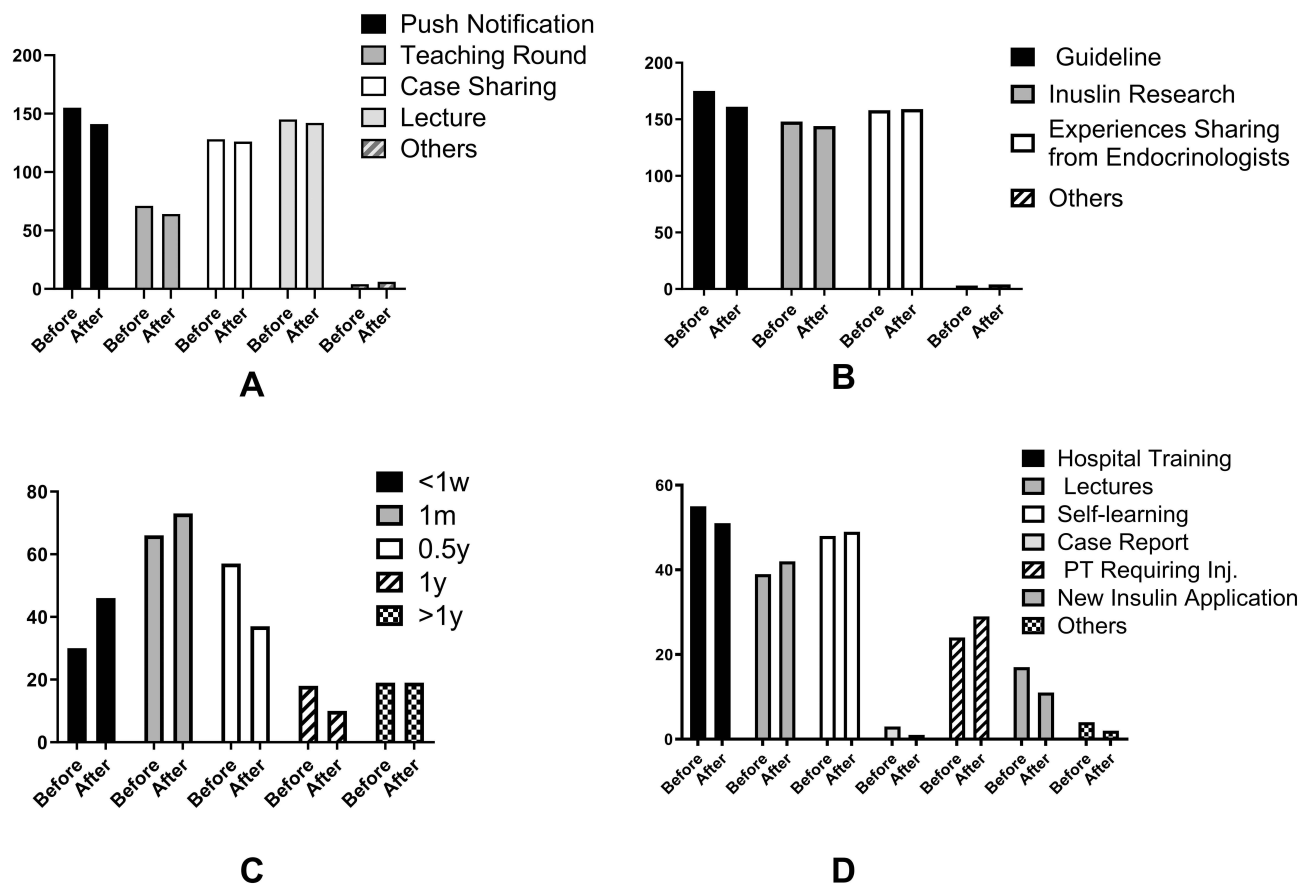 Push Notification
Teaching Round
Case Sharing
Lecture
Others
200
150
100
50
0
Before After Before After Before After Before After Before After
A
Guideline
Inuslin Research
Experiences Sharing
from Endocrinologists
Others
200
150
100
50
0
Before After Before After Before After Before After
B
<1w
1m
0.5y
1y
>1y
80
60
40
20
0
Before After Before After Before After Before After Before After
C
Hospital Training
Lectures
Self-learning
Case Report
PT Requiring Inj.
New Insulin Application
Others
60
40
20
0
Before After Before After Before After Before After Before After Before After Before After
D